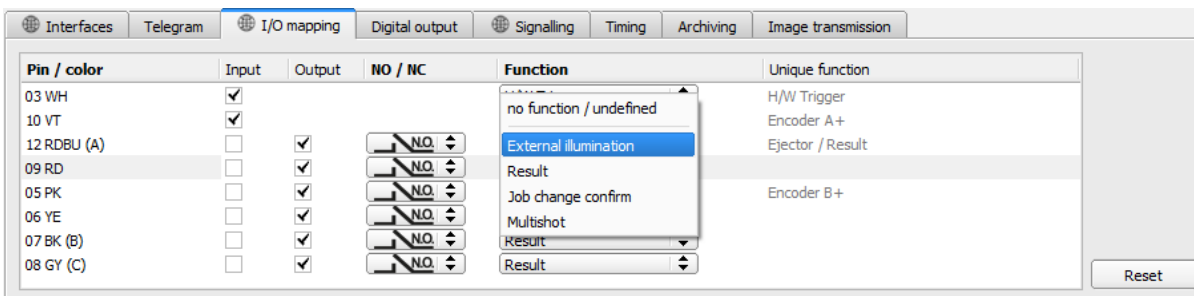 Interfaces Telegram I/O mapping Digital output Signalling Timing Archiving Image transmission
Pin / color Input Output NO / NC Function Unique function
03 WH H/W Trigger
no function / undefined
10 VT Encoder A+
12 RDBU (A) N.O. External illumination Ejector / Result
09 RD N.O. Result
05 PK N.O. Job change confirm Encoder B+
06 YE N.O. Multishot
07 BK (B) N.O. Result
08 GY (C) N.O. Result
Reset